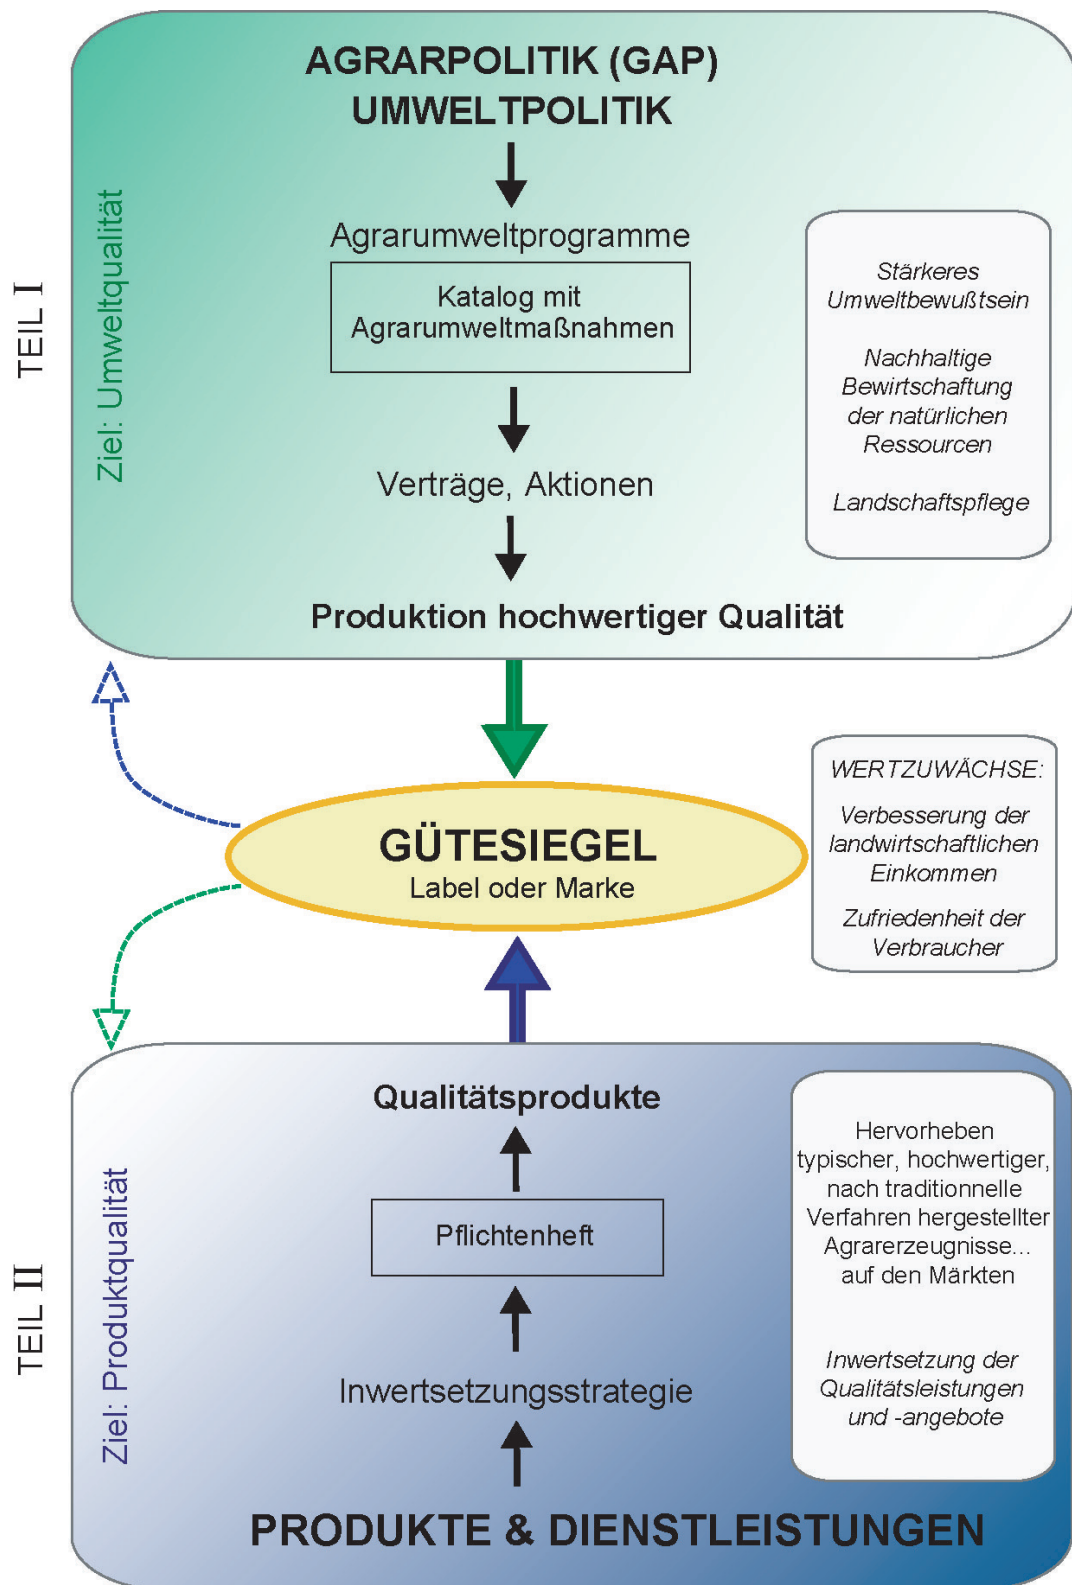 TEIL I
Ziel: Umweltqualität
AGRARPOLITIK (GAP)
UMWELTPOLITIK
Agrarumweltprogramme
Katalog mit
Agrarumweltmaßnahmen
Verträge, Aktionen
Produktion hochwertiger Qualität
Stärkeres
Umweltbewußtsein
Nachhaltige
Bewirtschaftung
der natürlichen
Ressourcen
Landschaftspflege
GÜTESIEGEL
Label oder Marke
WERTZUWÄCHSE:
Verbesserung der
landwirtschaftlichen
Einkommen
Zufriedenheit der
Verbraucher
TEIL II
Ziel: Produktqualität
Qualitätsprodukte
Pflichtenheft
Inwertsetzungsstrategie
PRODUKTE & DIENSTLEISTUNGEN
Hervorheben
typischer, hochwertiger,
nach traditionnelle
Verfahren hergestellter
Agrarerzeugnisse...
auf den Märkten
Inwertsetzung der
Qualitätsleistungen
und -angebote